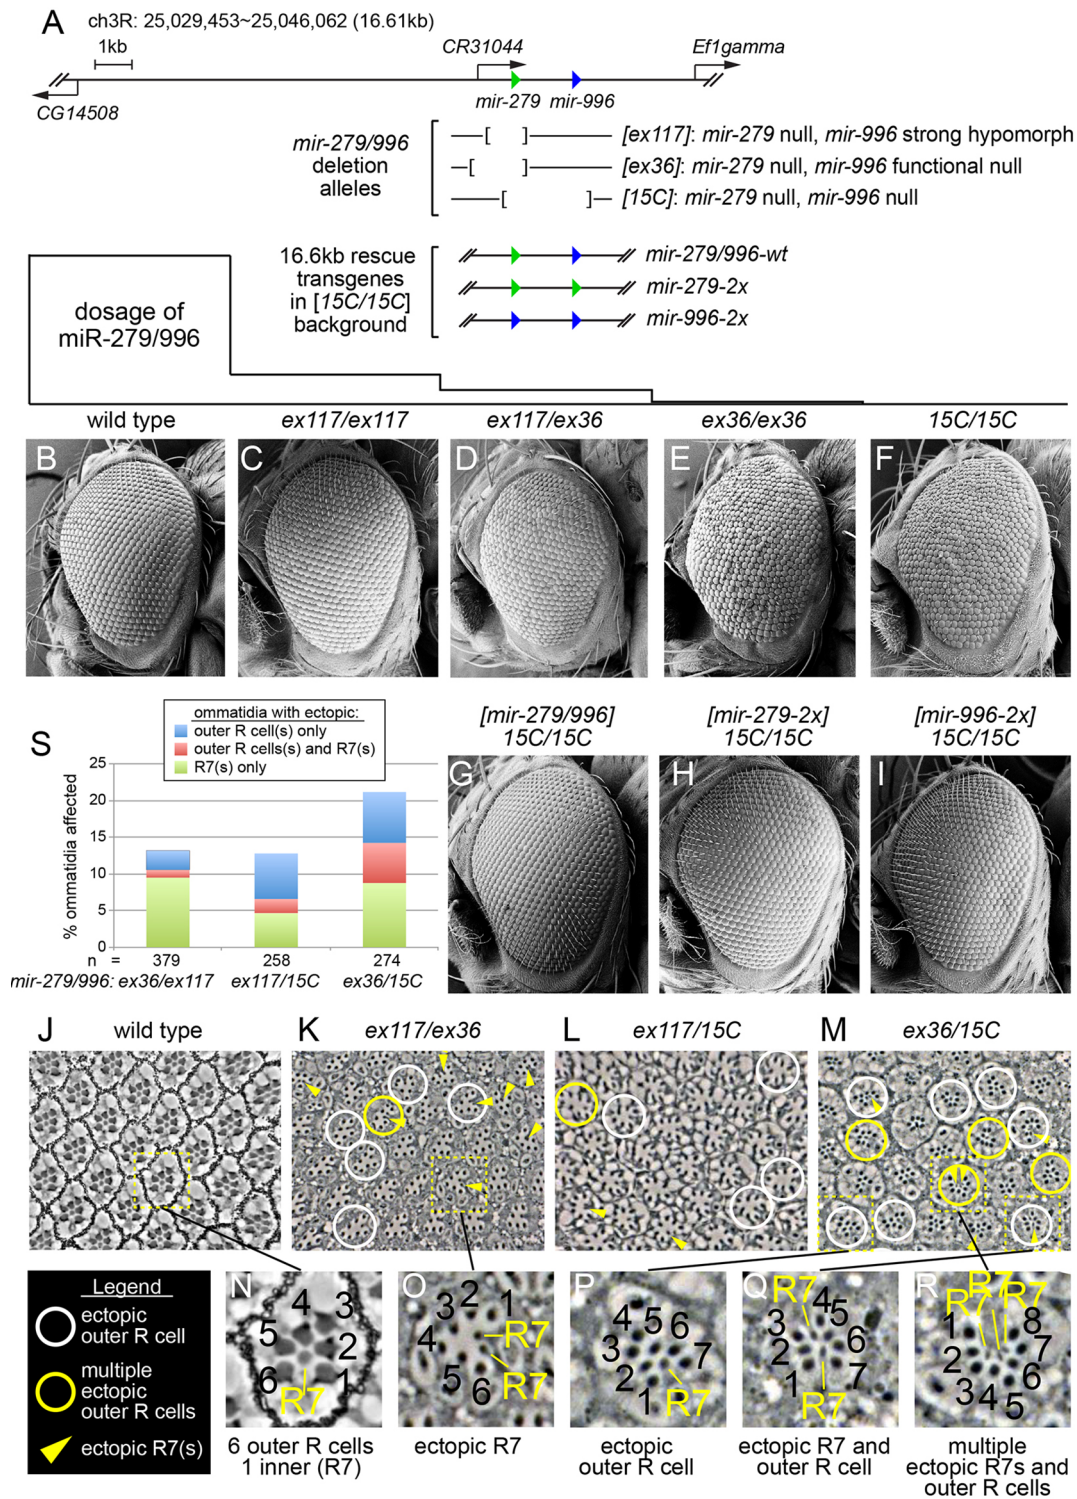 A
ch3R: 25,029,453~25,046,062 (16.61kb)
1kb
CR31044
Ef1gamma
CG14508
mir-279
mir-996
mir-279/996
deletion
alleles
[ex117]: mir-279 null, mir-996 strong hypomorph
[ex36]: mir-279 null, mir-996 functional null
[15C]: mir-279 null, mir-996 null
16.6kb rescue
transgenes
in [15C/15C]
background
mir-279/996-wt
mir-279-2x
mir-996-2x
dosage of
miR-279/996
wild type
ex117/ex117
ex117/ex36
ex36/ex36
15C/15C
B
C
D
E
F
S
ommatidia with ectopic:
outer R cell(s) only
outer R cells(s) and R7(s)
R7(s) only
% ommatidia affected
25
20
15
10
5
0
n =
379
258
274
mir-279/996: ex36/ex117
ex117/15C
ex36/15C
[mir-279/996]
15C/15C
[mir-279-2x]
15C/15C
[mir-996-2x]
15C/15C
G
H
I
J
wild type
K
ex117/ex36
L
ex117/15C
M
ex36/15C
Legend
ectopic
outer R cell
multiple
ectopic
outer R cells
ectopic R7(s)
N
4
3
5
2
6
1
R7
6 outer R cells
1 inner (R7)
O
3
2
1
4
R7
5
6
R7
ectopic R7
P
4
5
6
3
7
2
1
R7
ectopic
outer R cell
Q
R7
4
5
3
6
2
7
1
R7
ectopic R7 and
outer R cell
R
R7
R7
R7
1
8
2
7
3
4
5
6
multiple
ectopic R7s and
outer R cells